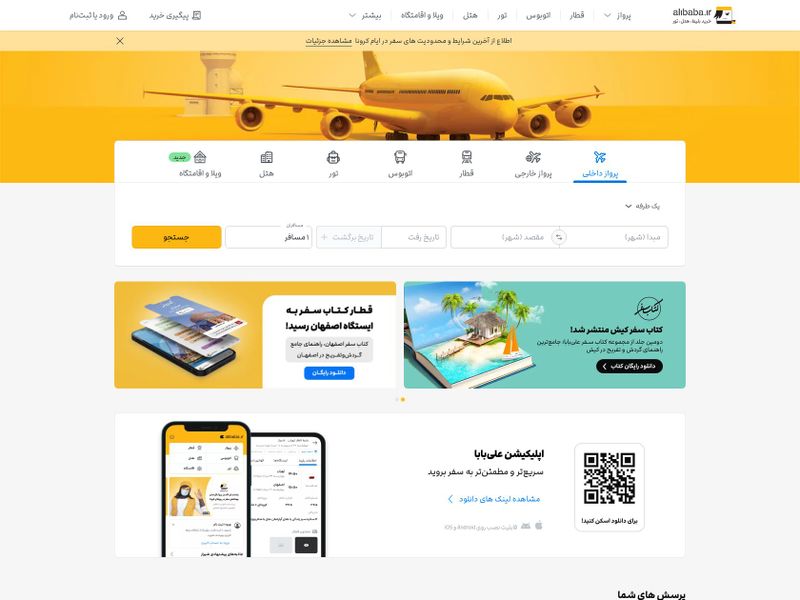 alibaba.ir
خرید بلیط، هتل، تور
پرواز
قطار
اتوبوس
تور
هتل
ویلا و اقامتگاه
بیشتر
پیگیری خرید
ورود یا ثبت‌نام
اطلاع از آخرین شرایط و محدودیت های سفر در ایام کرونا مشاهده جزئیات
پرواز داخلی
پرواز خارجی
قطار
اتوبوس
تور
هتل
ویلا و اقامتگاه
جدید
یک طرفه
مبدا (شهر)
مقصد (شهر)
تاریخ رفت
تاریخ برگشت
مسافران
۱ مسافر
جستجو
کتاب سفر
کتاب سفر کیش منتشر شد!
دومین جلد از مجموعه کتاب سفر علی‌بابا؛ جامع‌ترین
راهنمای گردش و تفریح در کیش
دانلود رایگان کتاب
قطار کتاب سفر به
ایستگاه اصفهان رسید!
کتاب سفر اصفهان، راهنمای جامع
گردش‌وتفریح در اصفهان
دانلود رایگان
اپلیکیشن علی‌بابا
سریع‌تر و مطمئن‌تر به سفر بروید
مشاهده لینک های دانلود
قابلیت نصب روی Android و iOS
برای دانلود اسکن کنید!
alibaba.ir
پرسش های شما